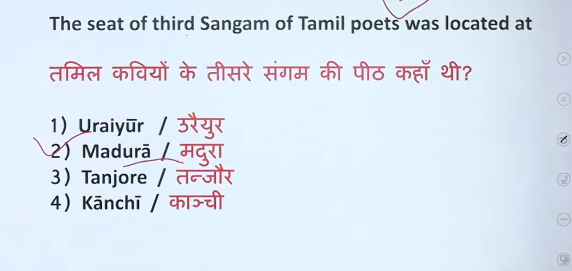 The seat of third Sangam of Tamil poets was located at
तमिल कवियों के तीसरे संगम की पीठ कहाँ थी?
1) Uraiyūr / उरैयुर
2) Madurā / मदुरा
3) Tanjore / तन्जौर
4) Kānchī / काञ्ची